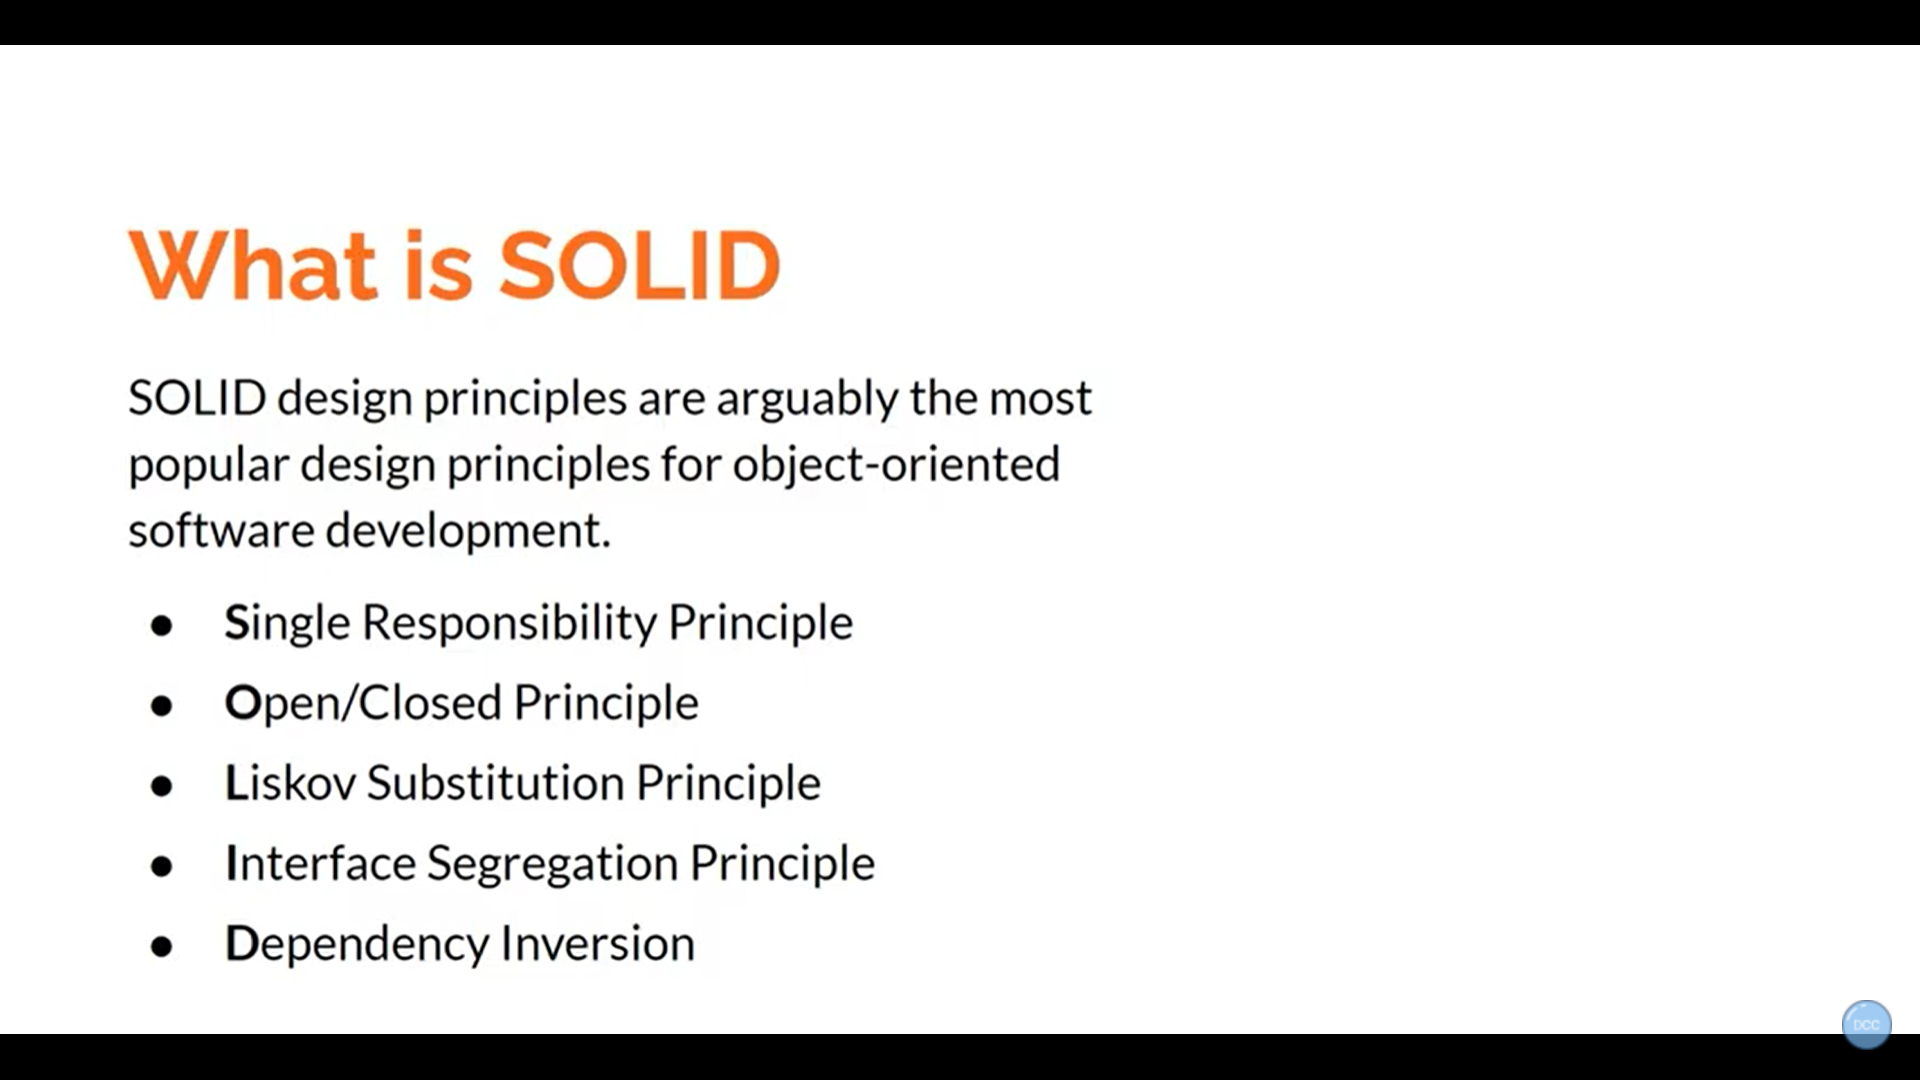 What is SOLID
SOLID design principles are arguably the most
popular design principles for object-oriented
software development.
● Single Responsibility Principle
● Open/Closed Principle
● Liskov Substitution Principle
● Interface Segregation Principle
● Dependency Inversion
DCC